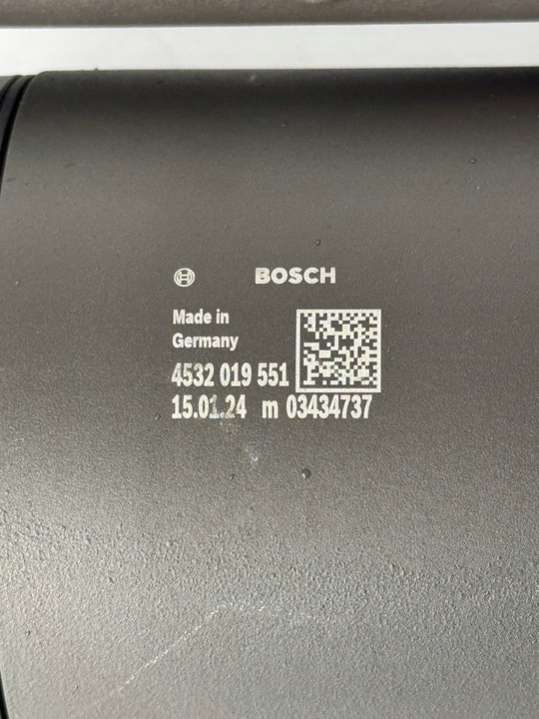 BOSCH
Made in
Germany
4532 019 551
15.01.24 m 03434737